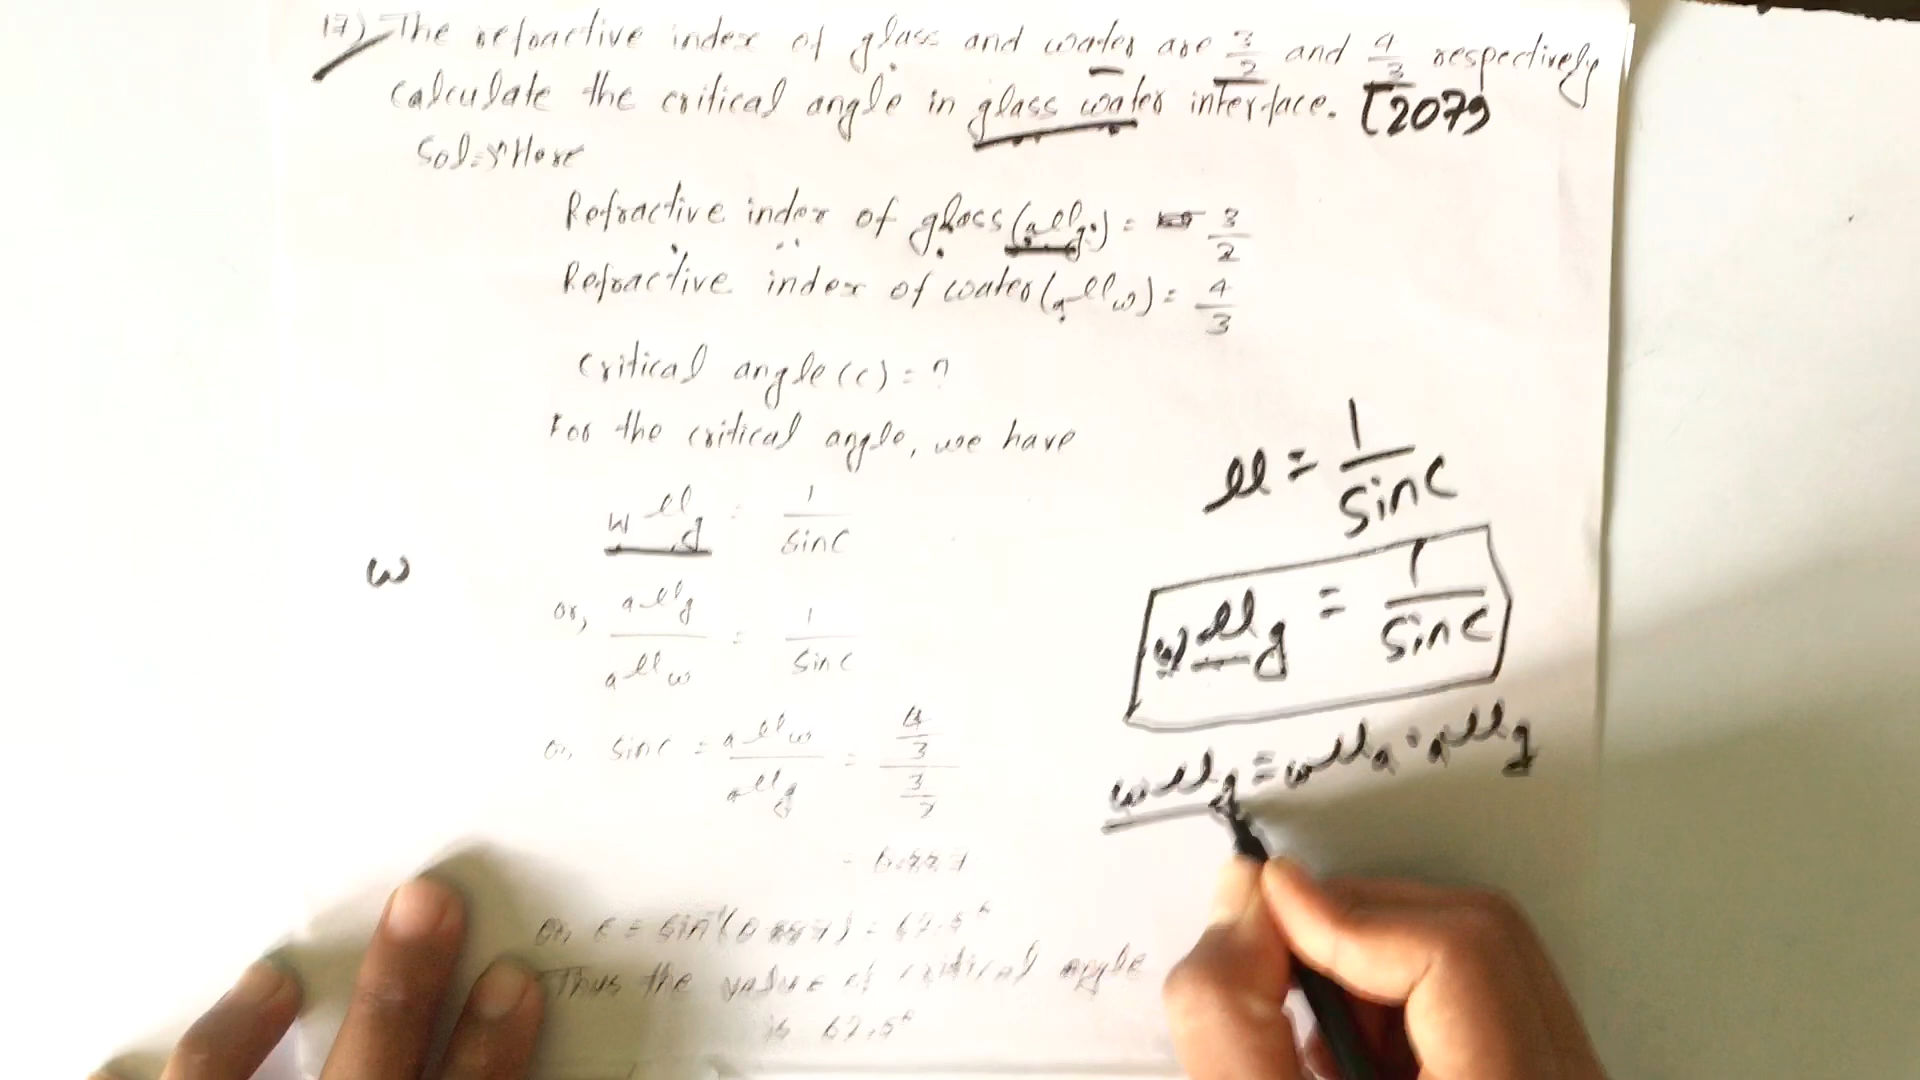 17) The refractive index of glass and water are 3/2 and 4/3 respectively
calculate the critical angle in glass water interface. [2079
Sol:- Here
Refractive index of glass (aμg) = 3/2
Refractive index of water (aμw) = 4/3
Critical angle (c) = ?
For the critical angle, we have
wμg = 1/sinc
or, aμg/aμw = 1/sinc
or, sinc = aμw/aμg = 4/3 / 3/2
= 0.887
or, c = sin⁻¹(0.887) = 62.5°
Thus the value of critical angle
is 62.5°
w
μ = 1/sinc
wμg = 1/sinc
wμg = wμa · aμg